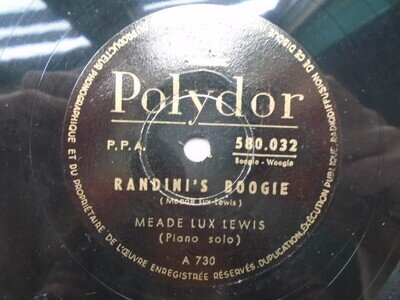 Polydor
P.P.A.
580.032
Boogie - Woogie
RANDINI'S BOOGIE
(Meade Lux Lewis)
MEADE LUX LEWIS
(Piano solo)
A 730
PRODUCTEUR PHONOGRAPHIQUE ET DU PROPRIÉTAIRE DE L'ŒUVRE ENREGISTRÉE RÉSERVÉS. DUPLICATION, EXÉCUTION PUBLIQUE, RADIODIFFUSION DE CE DISQUE